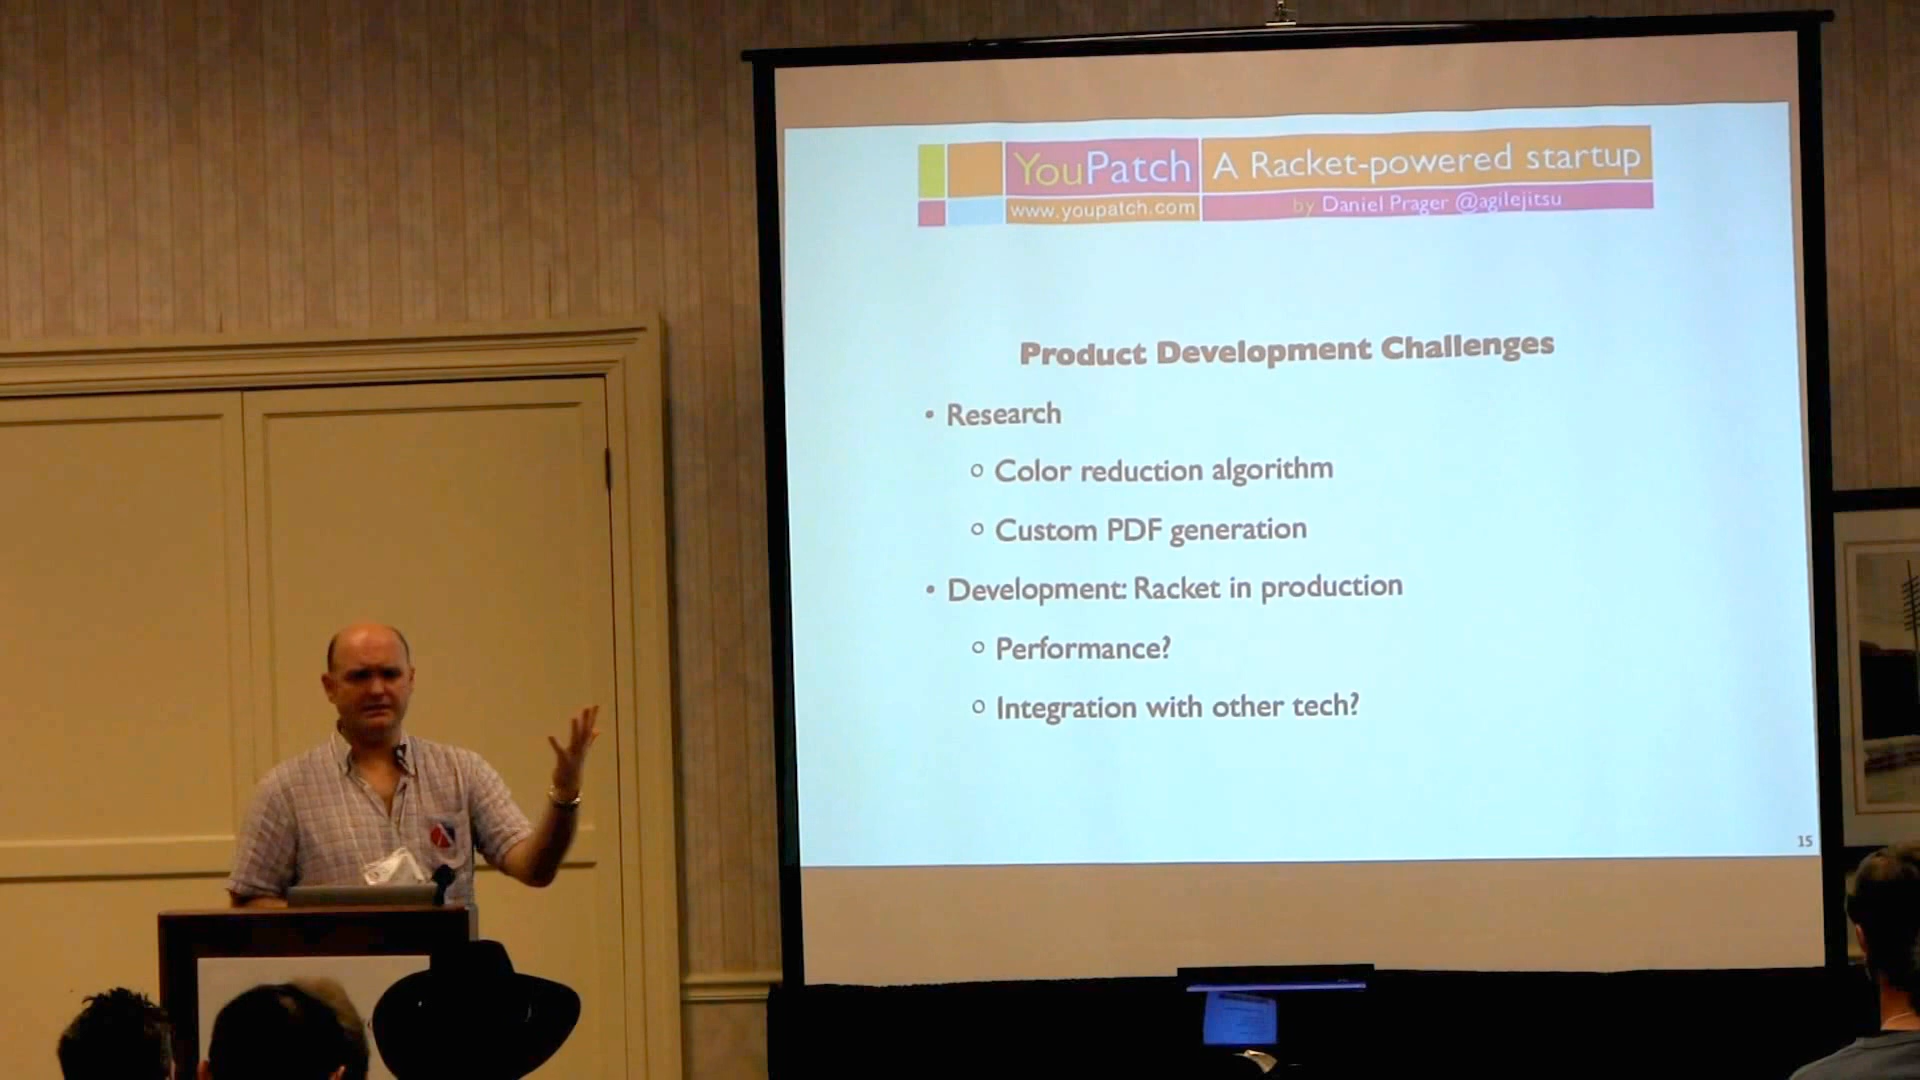 YouPatch
A Racket-powered startup
www.youpatch.com
by Daniel Prager @agilejitsu
Product Development Challenges
• Research
o Color reduction algorithm
o Custom PDF generation
• Development: Racket in production
o Performance?
o Integration with other tech?
15